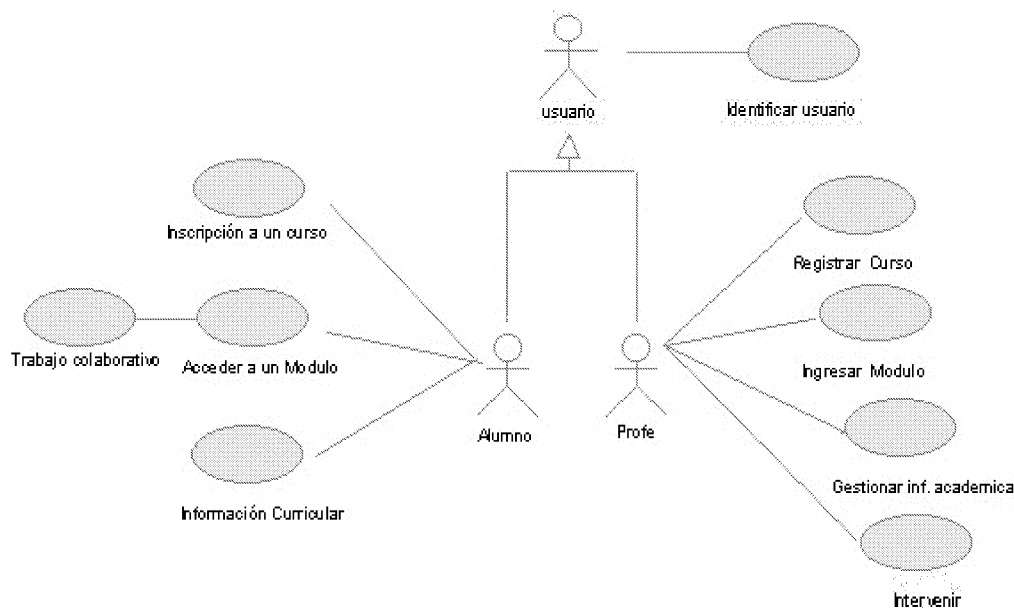 usuario
Identificar usuario
Inscripción a un curso
Registrar Curso
Trabajo colaborativo
Acceder a un Modulo
Ingresar Modulo
Alumno
Profe
Gestionar inf. academica
Información Curricular
Intervenir